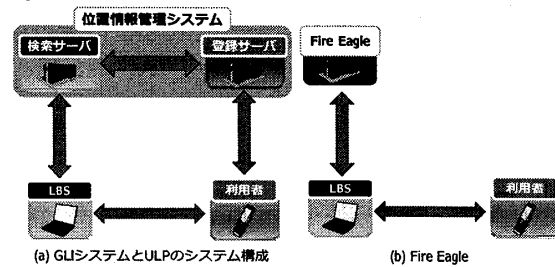 位置情報管理システム
検索サーバ
登録サーバ
Fire Eagle
LBS
利用者
LBS
利用者
(a) GLIシステムとULPのシステム構成
(b) Fire Eagle